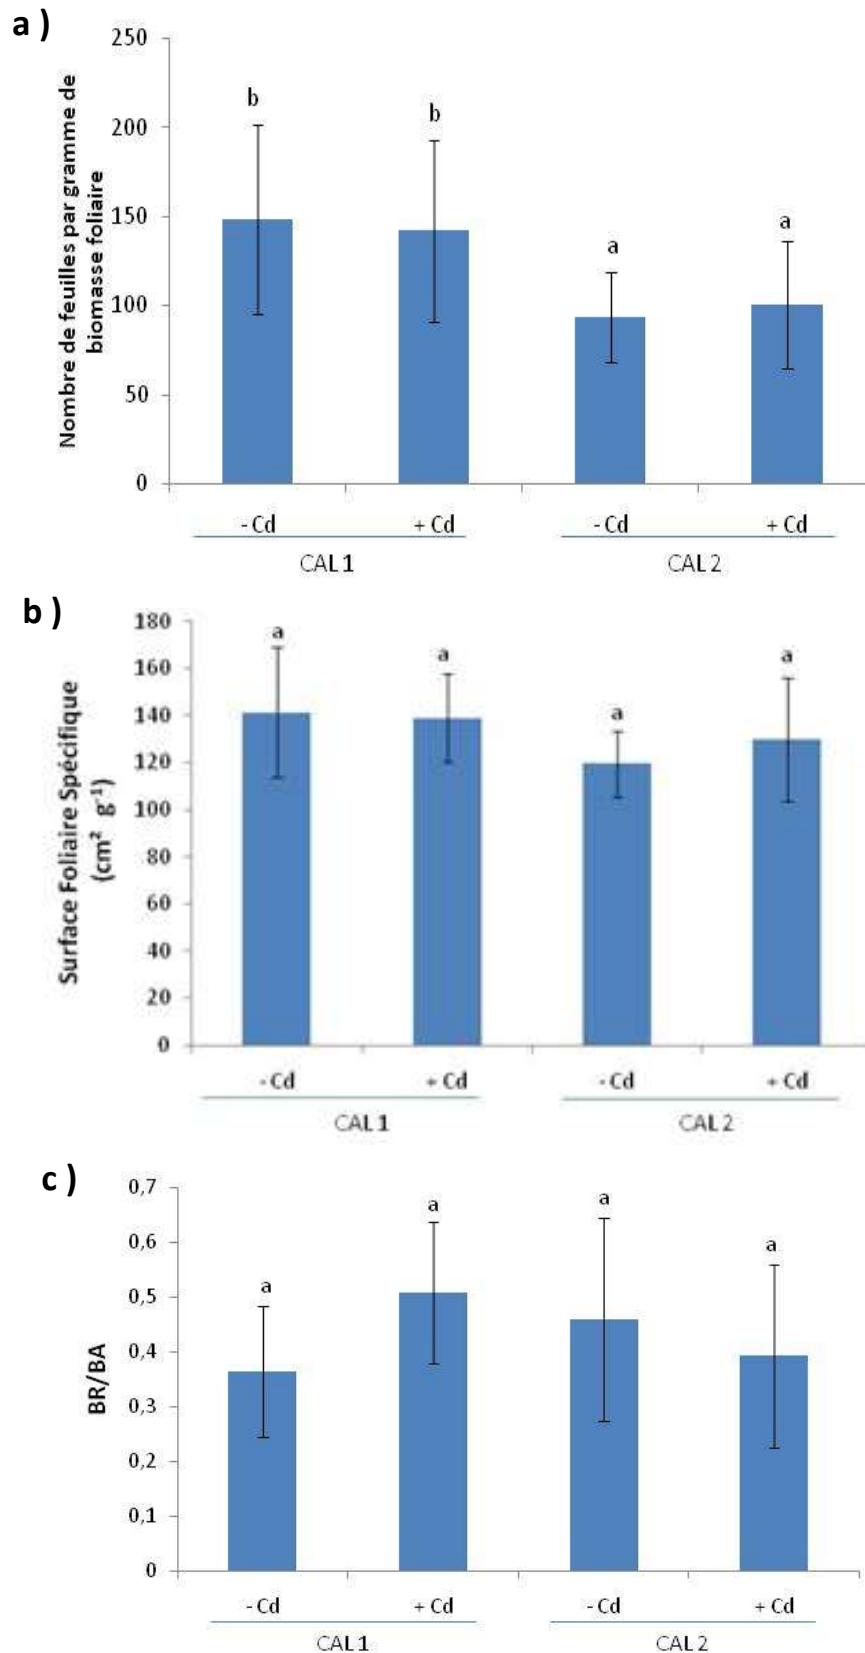 a )
Nombre de feuilles par gramme de
biomasse foliaire
250
200
150
100
50
0
b
b
a
a
- Cd
+ Cd
- Cd
+ Cd
CAL 1
CAL 2
b )
Surface Foliaire Spécifique
(cm² g⁻¹)
180
160
140
120
100
80
60
40
20
0
a
a
a
a
- Cd
+ Cd
- Cd
+ Cd
CAL 1
CAL 2
c )
BR/BA
0,7
0,6
0,5
0,4
0,3
0,2
0,1
0
a
a
a
a
- Cd
+ Cd
- Cd
+ Cd
CAL 1
CAL 2